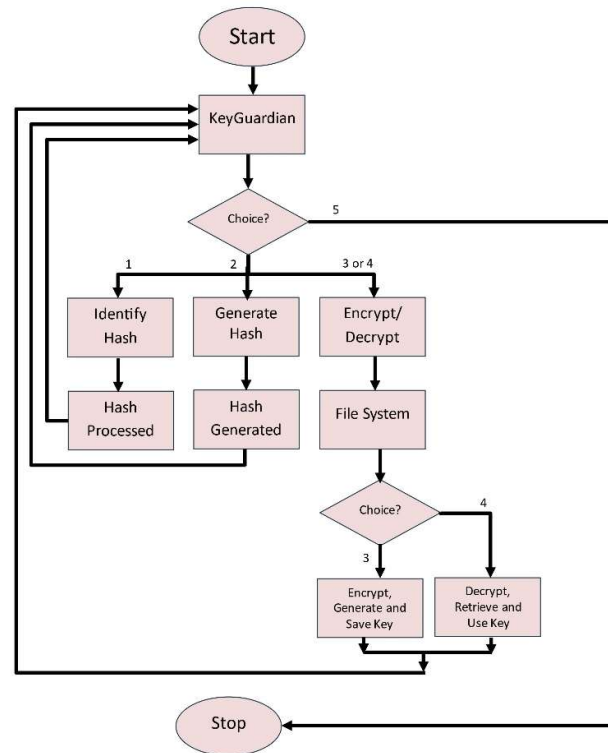 Start
KeyGuardian
Choice?
5
1
2
3 or 4
Identify
Hash
Generate
Hash
Encrypt/
Decrypt
Hash
Processed
Hash
Generated
File System
Choice?
4
3
Encrypt,
Generate and
Save Key
Decrypt,
Retrieve and
Use Key
Stop